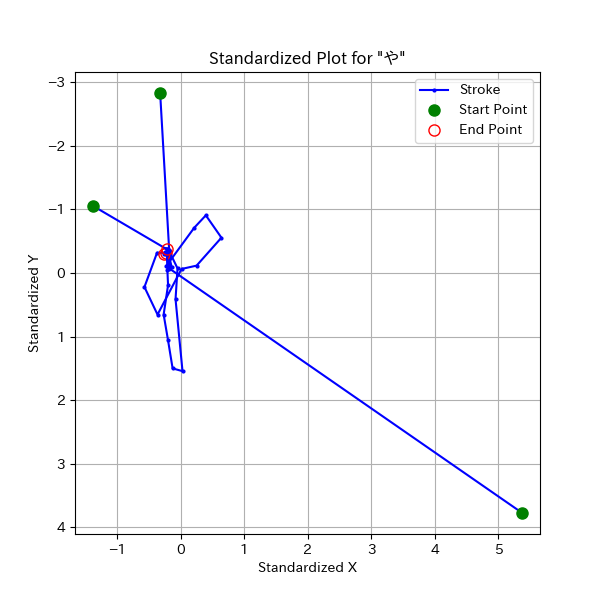 Standardized Plot for "や"
Stroke
Start Point
End Point
−3
−2
−1
0
1
2
3
4
Standardized Y
−1 0 1 2 3 4 5
Standardized X